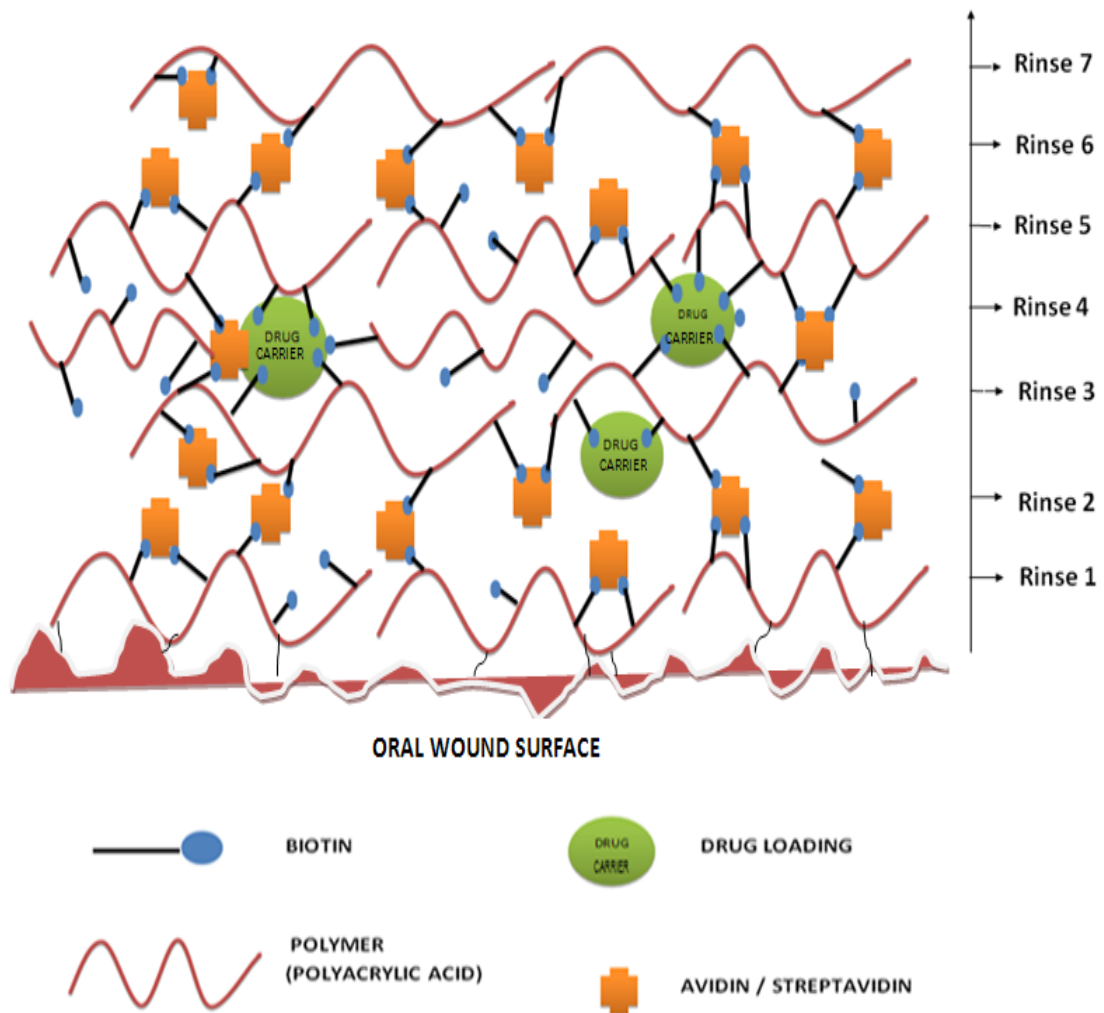 Rinse 7
Rinse 6
Rinse 5
Rinse 4
DRUG
CARRIER
DRUG
CARRIER
Rinse 3
DRUG
CARRIER
Rinse 2
Rinse 1
ORAL WOUND SURFACE
BIOTIN
DRUG
CARRIER
DRUG LOADING
POLYMER
(POLYACRYLIC ACID)
AVIDIN / STREPTAVIDIN